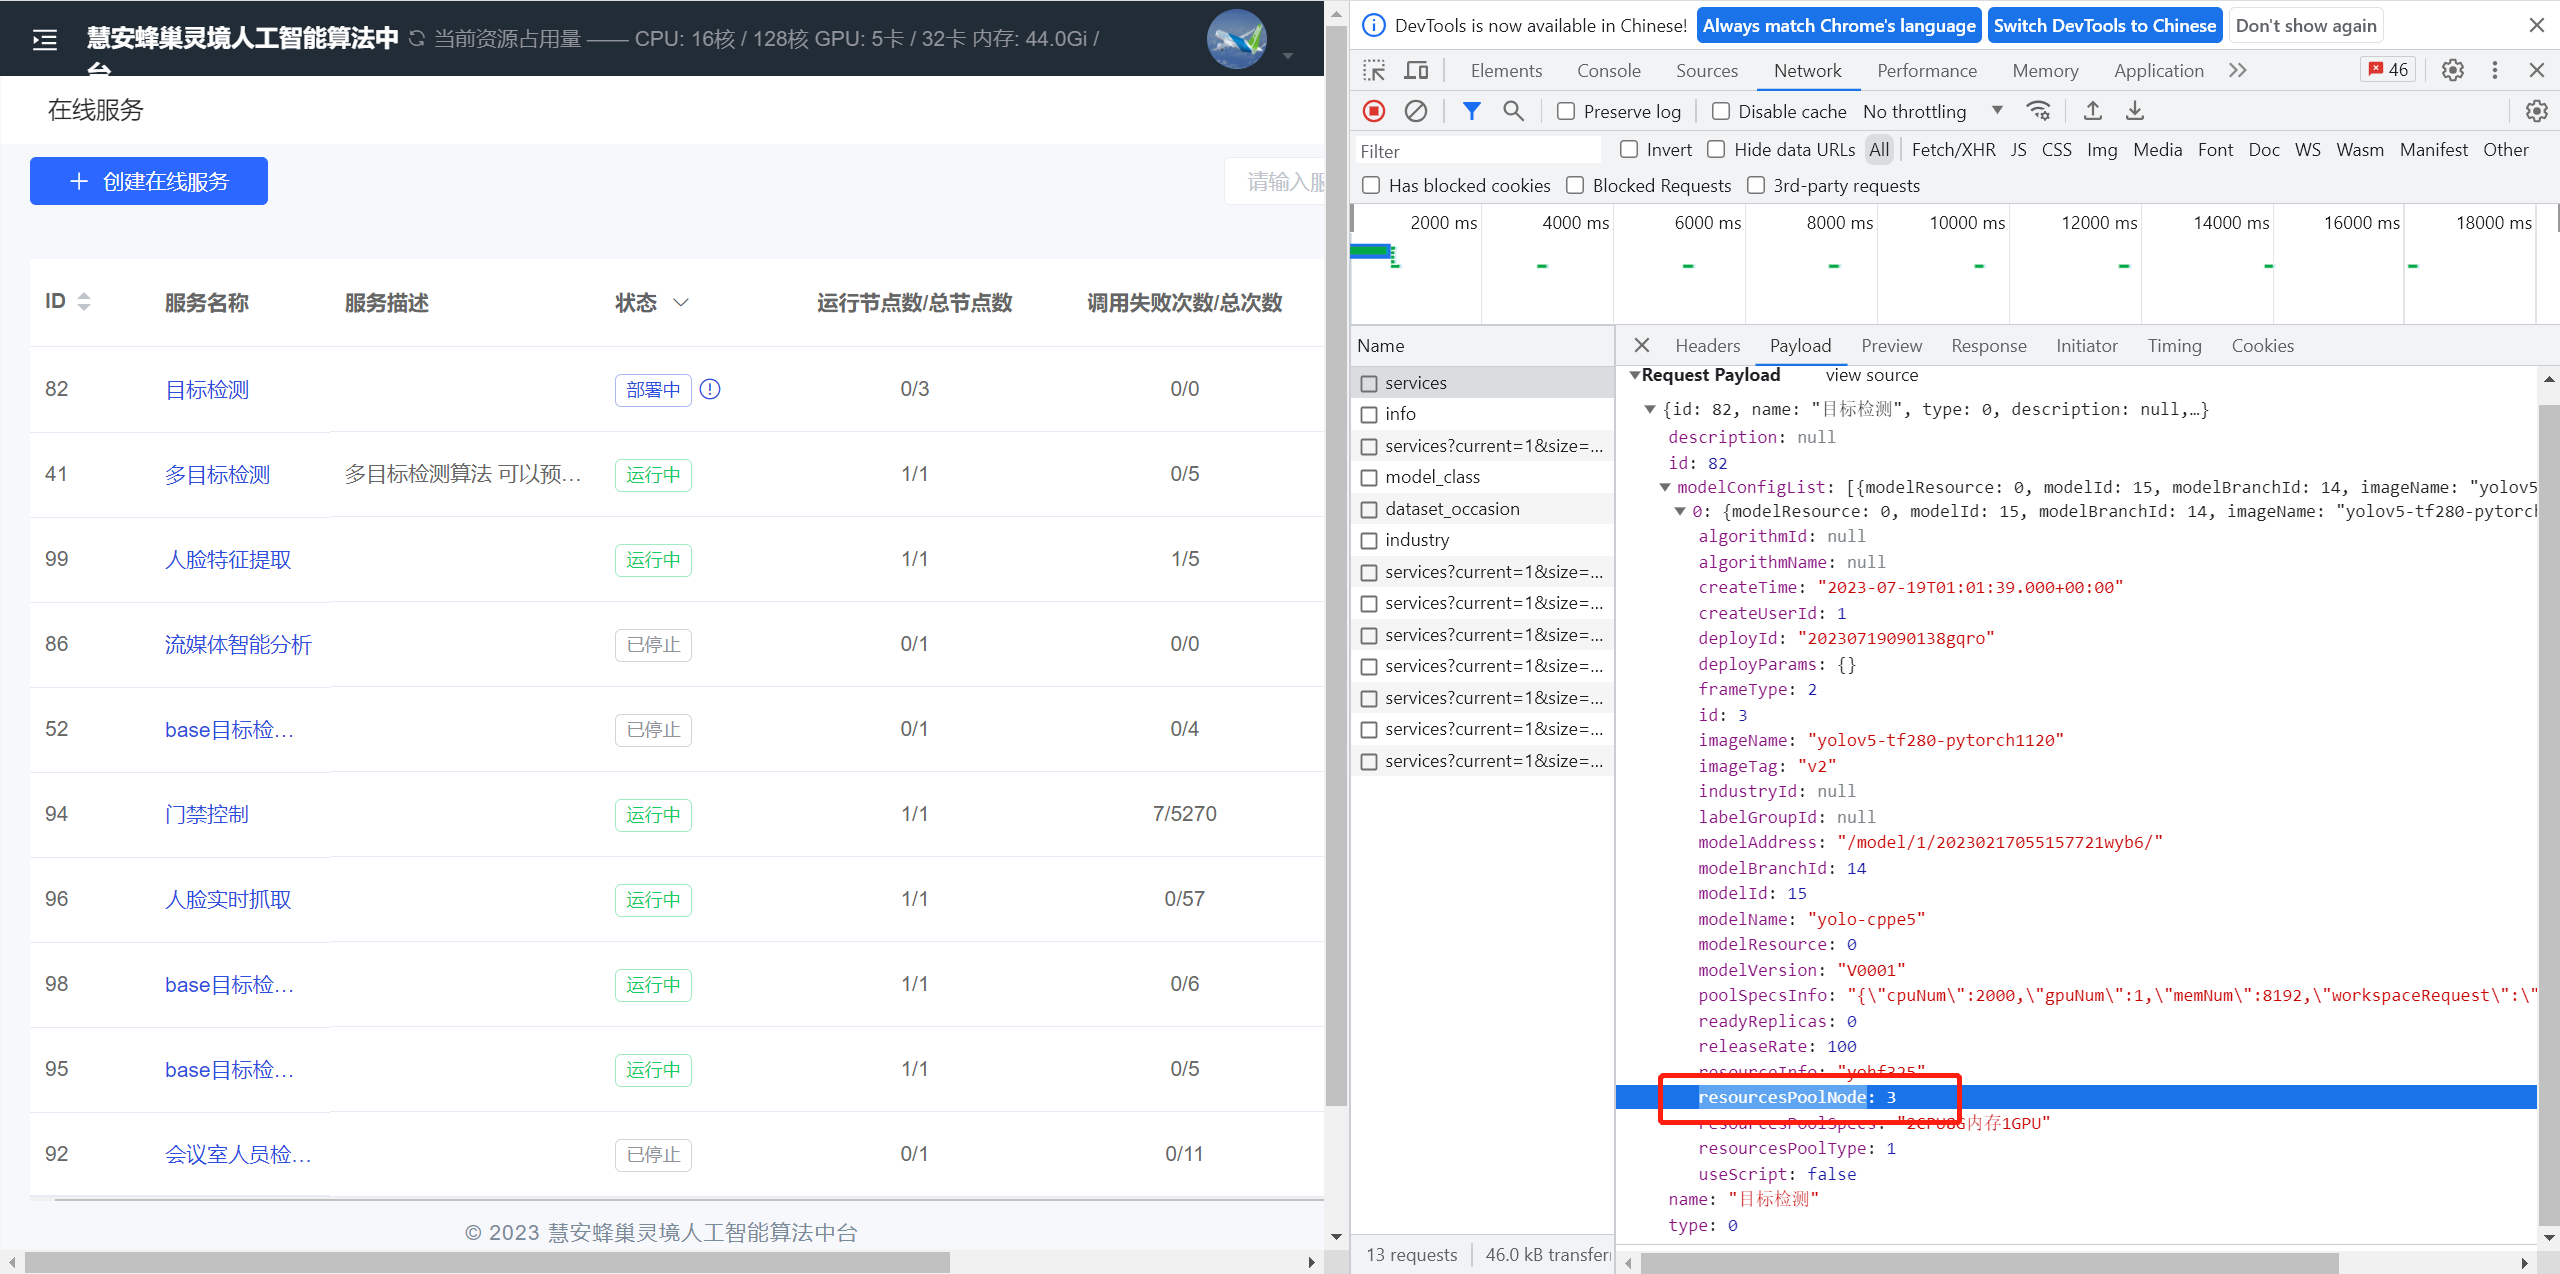 慧安蜂巢灵境人工智能算法中台
当前资源占用量 —— CPU: 16核 / 128核 GPU: 5卡 / 32卡 内存: 44.0Gi /
在线服务
+ 创建在线服务
请输入服
ID 服务名称 服务描述 状态 运行节点数/总节点数 调用失败次数/总次数
82 目标检测 部署中 0/3 0/0
41 多目标检测 多目标检测算法 可以预… 运行中 1/1 0/5
99 人脸特征提取 运行中 1/1 1/5
86 流媒体智能分析 已停止 0/1 0/0
52 base目标检… 已停止 0/1 0/4
94 门禁控制 运行中 1/1 7/5270
96 人脸实时抓取 运行中 1/1 0/57
98 base目标检… 运行中 1/1 0/6
95 base目标检… 运行中 1/1 0/5
92 会议室人员检… 已停止 0/1 0/11
© 2023 慧安蜂巢灵境人工智能算法中台
DevTools is now available in Chinese! Always match Chrome's language Switch DevTools to Chinese Don't show again
Elements Console Sources Network Performance Memory Application 46
Preserve log Disable cache No throttling
Filter Invert Hide data URLs All Fetch/XHR JS CSS Img Media Font Doc WS Wasm Manifest Other
Has blocked cookies Blocked Requests 3rd-party requests
2000 ms 4000 ms 6000 ms 8000 ms 10000 ms 12000 ms 14000 ms 16000 ms 18000 ms
Name
services
info
services?current=1&size=...
model_class
dataset_occasion
industry
services?current=1&size=...
services?current=1&size=...
services?current=1&size=...
services?current=1&size=...
services?current=1&size=...
services?current=1&size=...
services?current=1&size=...
13 requests 46.0 kB transfer
Headers Payload Preview Response Initiator Timing Cookies
Request Payload view source
{id: 82, name: "目标检测", type: 0, description: null,…}
description: null
id: 82
modelConfigList: [{modelResource: 0, modelId: 15, modelBranchId: 14, imageName: "yolov5
0: {modelResource: 0, modelId: 15, modelBranchId: 14, imageName: "yolov5-tf280-pytorch
algorithmId: null
algorithmName: null
createTime: "2023-07-19T01:01:39.000+00:00"
createUserId: 1
deployId: "20230719090138gqro"
deployParams: {}
frameType: 2
id: 3
imageName: "yolov5-tf280-pytorch1120"
imageTag: "v2"
industryId: null
labelGroupId: null
modelAddress: "/model/1/20230217055157721wyb6/"
modelBranchId: 14
modelId: 15
modelName: "yolo-cppe5"
modelResource: 0
modelVersion: "V0001"
poolSpecsInfo: "{\"cpuNum\":2000,\"gpuNum\":1,\"memNum\":8192,\"workspaceRequest\":\"
readyReplicas: 0
releaseRate: 100
resourceInfo: "yohf325"
resourcesPoolNode: 3
resourcesPoolSpecs: "2CPU8G内存1GPU"
resourcesPoolType: 1
useScript: false
name: "目标检测"
type: 0